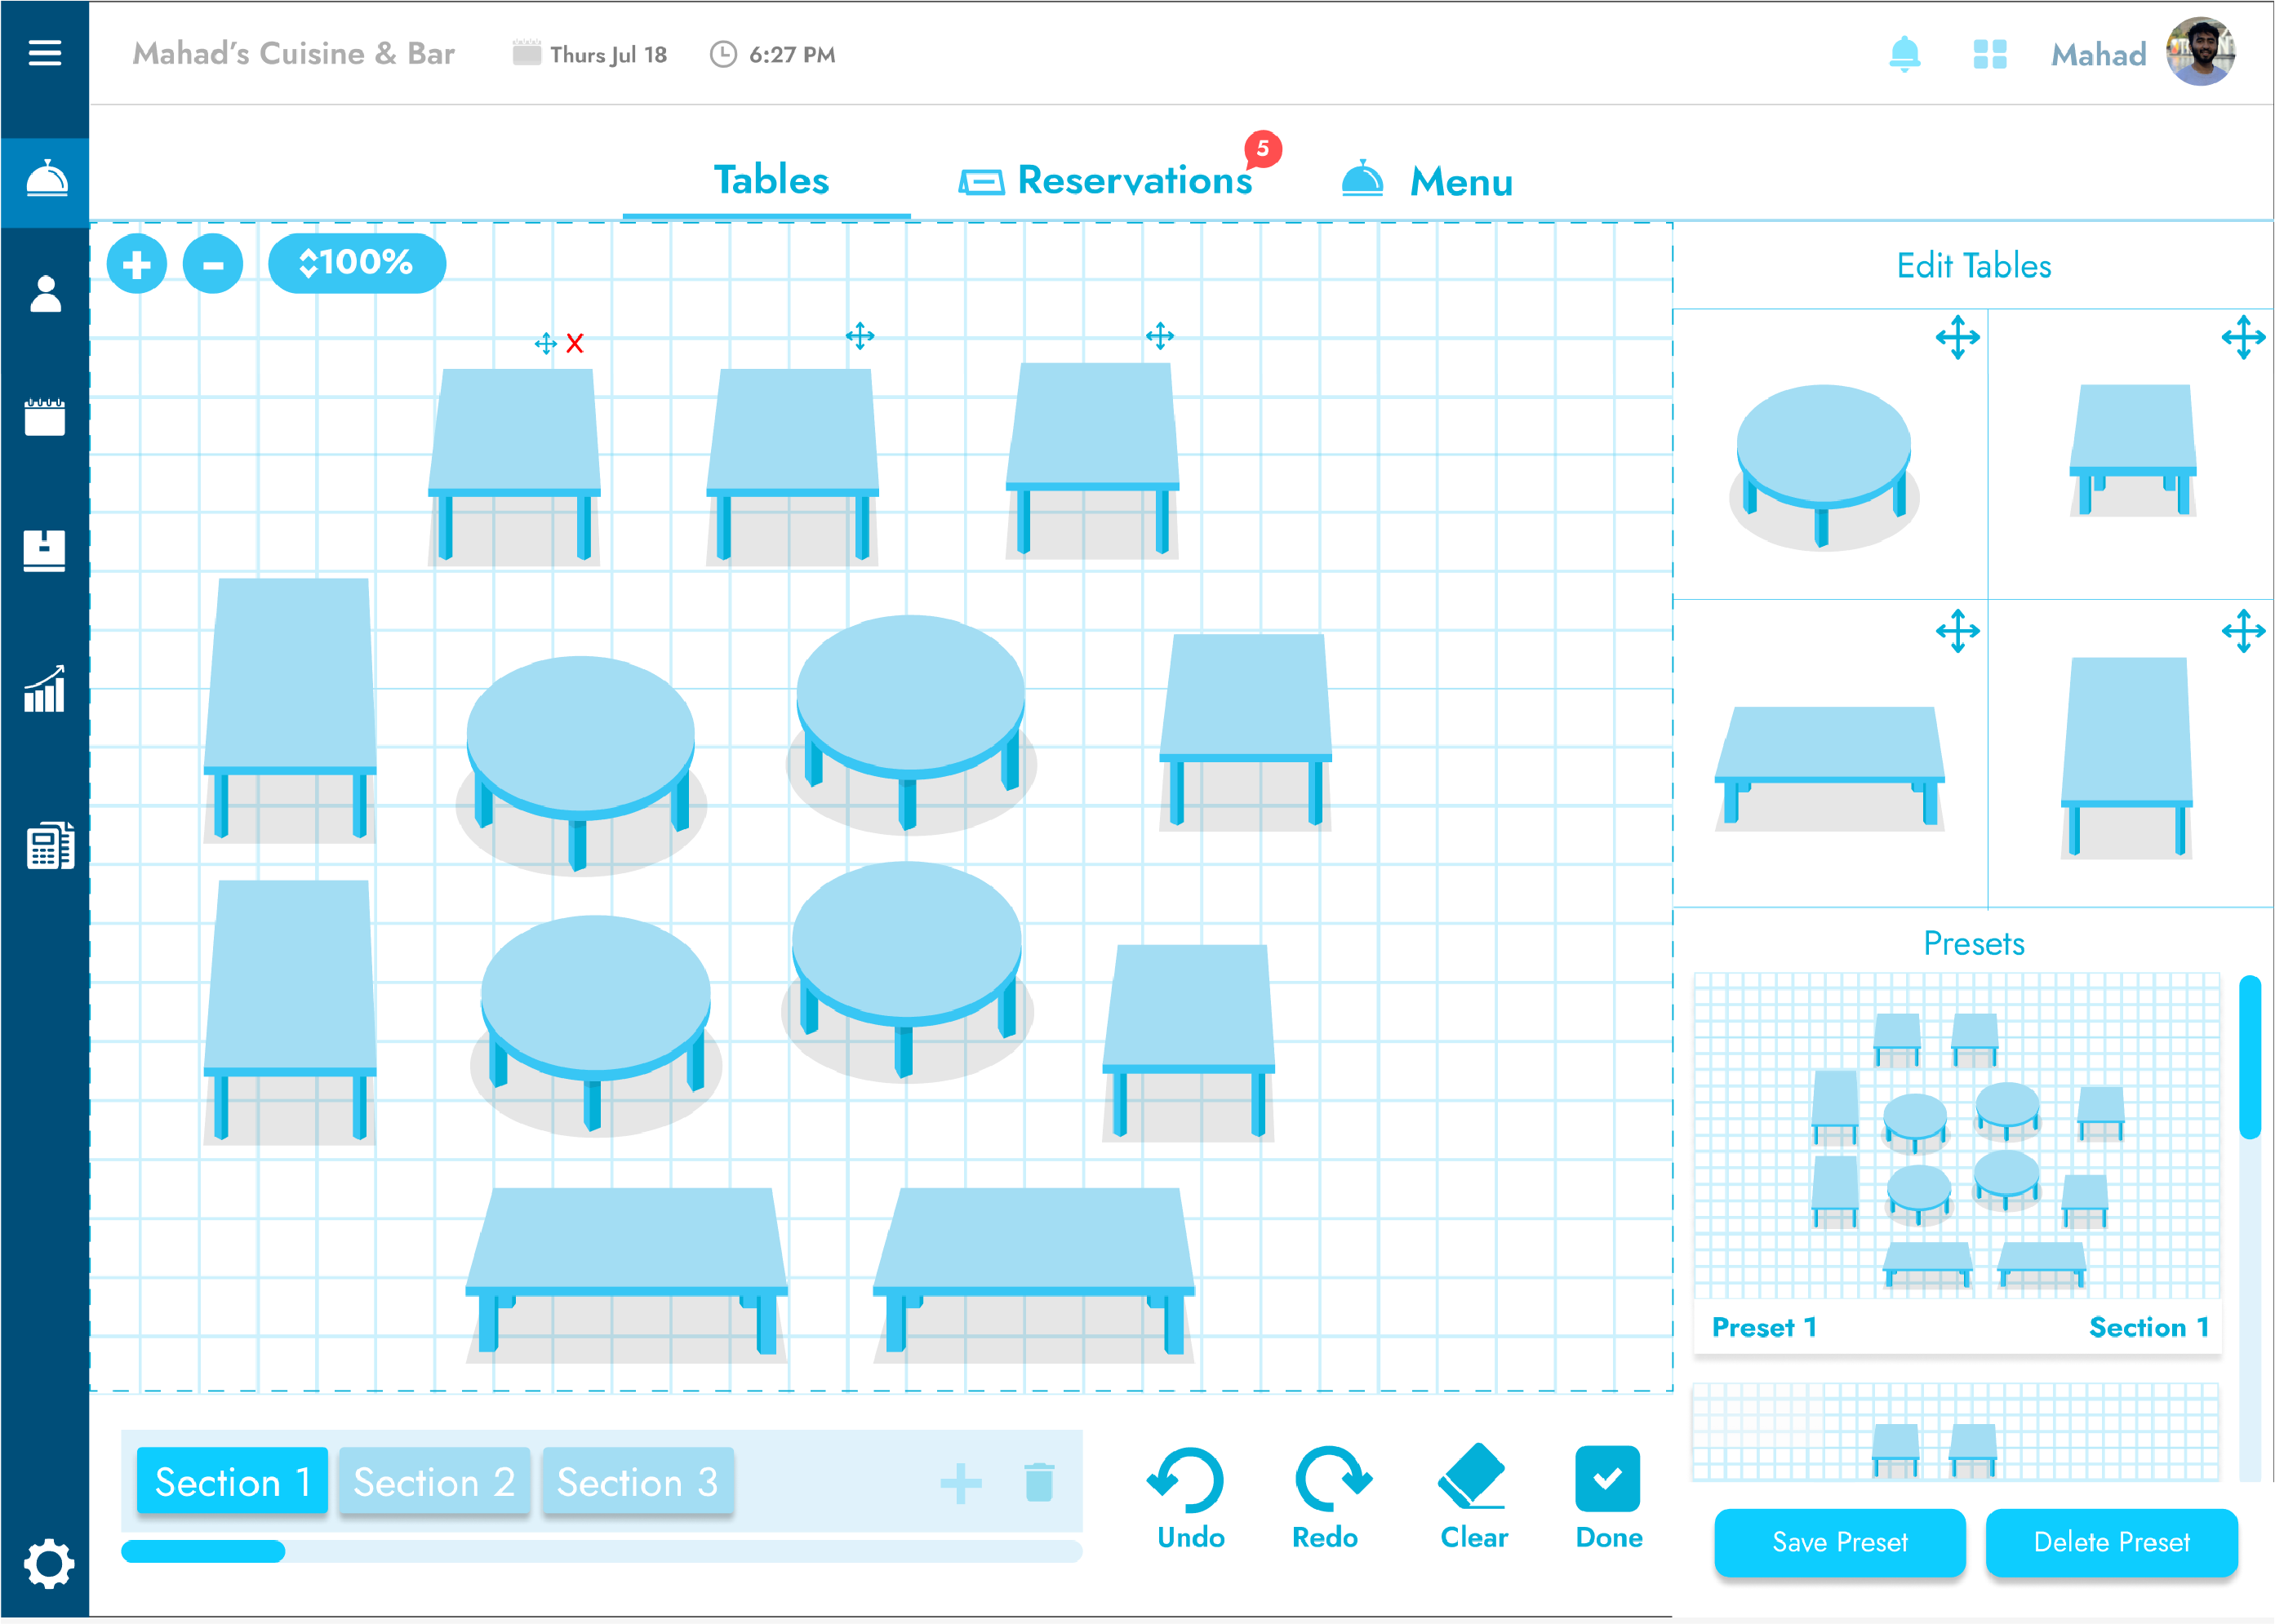 Mahad's Cuisine & Bar
Thurs Jul 18
6:27 PM
Mahad
Tables
Reservations
5
Menu
+
-
100%
X
Edit Tables
Presets
Preset 1
Section 1
Section 1
Section 2
Section 3
+
Undo
Redo
Clear
Done
Save Preset
Delete Preset